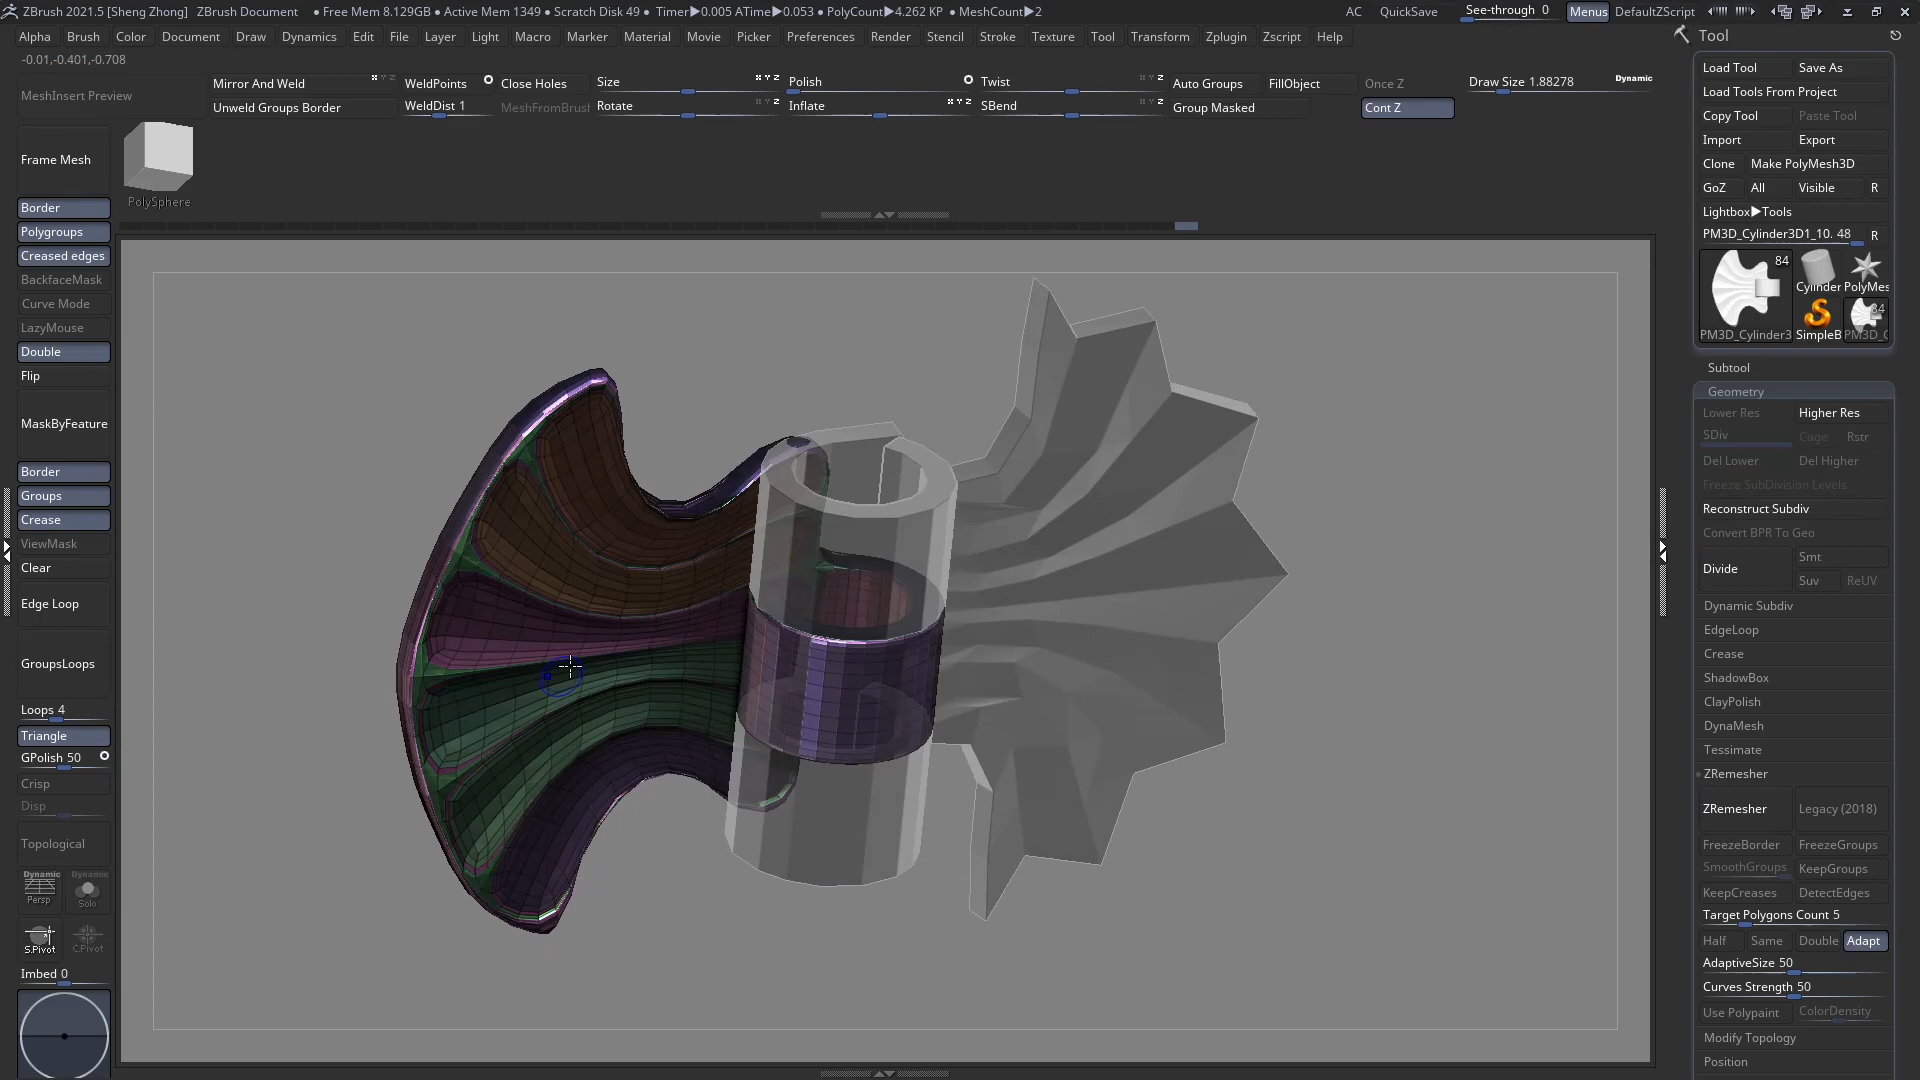 ZBrush 2021.5 [Sheng Zhong] ZBrush Document • Free Mem 8.129GB • Active Mem 1349 • Scratch Disk 49 • Timer▶0.005 ATime▶0.053 • PolyCount▶4.262 KP • MeshCount▶2 AC QuickSave See-through 0 Menus DefaultZScript
Alpha Brush Color Document Draw Dynamics Edit File Layer Light Macro Marker Material Movie Picker Preferences Render Stencil Stroke Texture Tool Transform Zplugin Zscript Help
-0.01,-0.401,-0.708
MeshInsert Preview
Mirror And Weld WeldPoints Close Holes Size Polish Twist Auto Groups FillObject Once Z Draw Size 1.88278 Dynamic
Unweld Groups Border WeldDist 1 MeshFromBrush Rotate Inflate SBend Group Masked Cont Z
PolySphere
Frame Mesh
Border
Polygroups
Creased edges
BackfaceMask
Curve Mode
LazyMouse
Double
Flip
MaskByFeature
Border
Groups
Crease
ViewMask
Clear
Edge Loop
GroupsLoops
Loops 4
Triangle
GPolish 50
Crisp
Disp
Topological
Dynamic Dynamic
Persp Solo
S.Pivot C.Pivot
Imbed 0
Tool
Load Tool Save As
Load Tools From Project
Copy Tool Paste Tool
Import Export
Clone Make PolyMesh3D
GoZ All Visible R
Lightbox▶Tools
PM3D_Cylinder3D1_10. 48 R
84
Cylinder PolyMes
84
PM3D_Cylinder3 SimpleB PM3D_C
Subtool
Geometry
Lower Res Higher Res
SDiv Cage Rstr
Del Lower Del Higher
Freeze SubDivision Levels
Reconstruct Subdiv
Convert BPR To Geo
Divide Smt
Suv ReUV
Dynamic Subdiv
EdgeLoop
Crease
ShadowBox
ClayPolish
DynaMesh
Tessimate
ZRemesher
ZRemesher Legacy (2018)
FreezeBorder FreezeGroups
SmoothGroups KeepGroups
KeepCreases DetectEdges
Target Polygons Count 5
Half Same Double Adapt
AdaptiveSize 50
Curves Strength 50
Use Polypaint ColorDensity
Modify Topology
Position